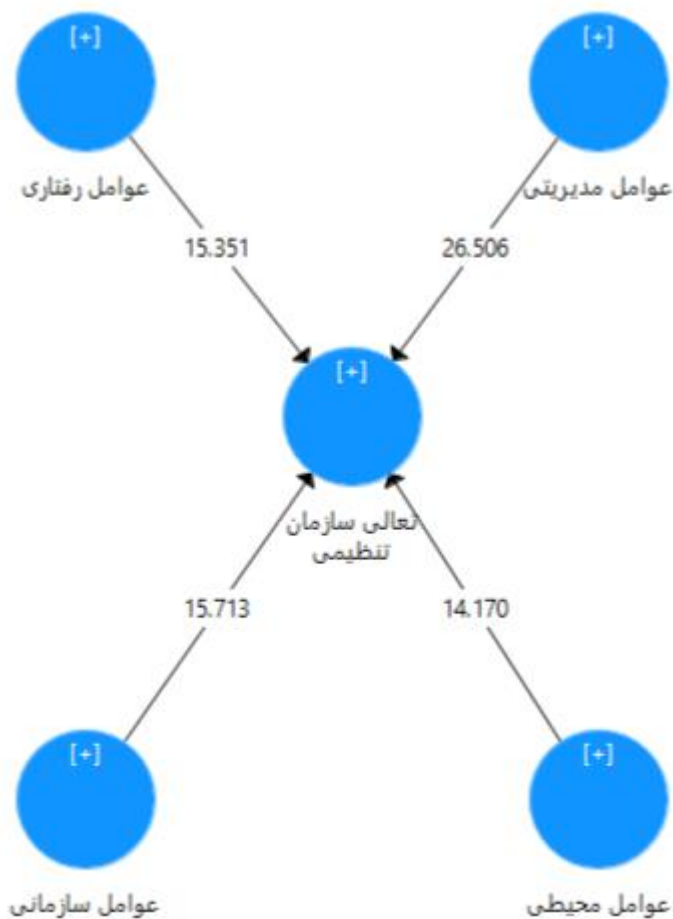 [+]
[+]
عوامل رفتاری
عوامل مدیریتی
15.351
26.506
[+]
تعالی سازمان
تنظیمی
15.713
14.170
[+]
[+]
عوامل سازمانی
عوامل محیطی